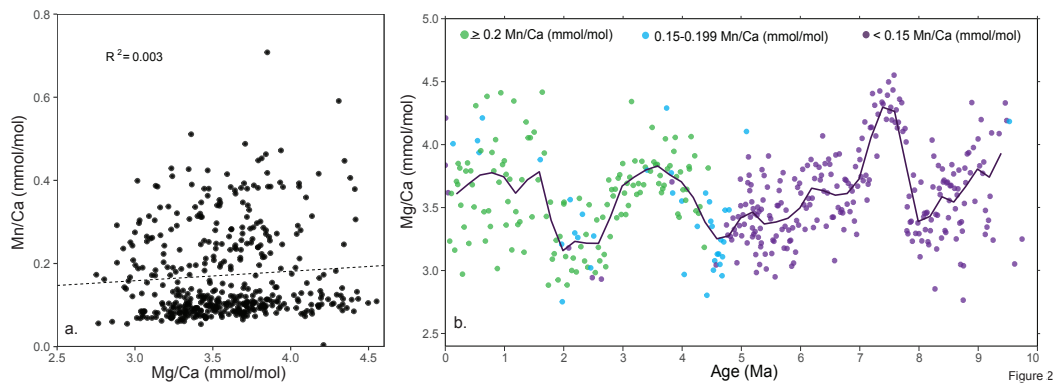 R² = 0.003
Mn/Ca (mmol/mol)
0.8
0.6
0.4
0.2
0.0
a.
2.5 3.0 3.5 4.0 4.5
Mg/Ca (mmol/mol)
≥ 0.2 Mn/Ca (mmol/mol) 0.15-0.199 Mn/Ca (mmol/mol) < 0.15 Mn/Ca (mmol/mol)
Mg/Ca (mmol/mol)
5.0
4.5
4.0
3.5
3.0
2.5
b.
0 1 2 3 4 5 6 7 8 9 10
Age (Ma)
Figure 2